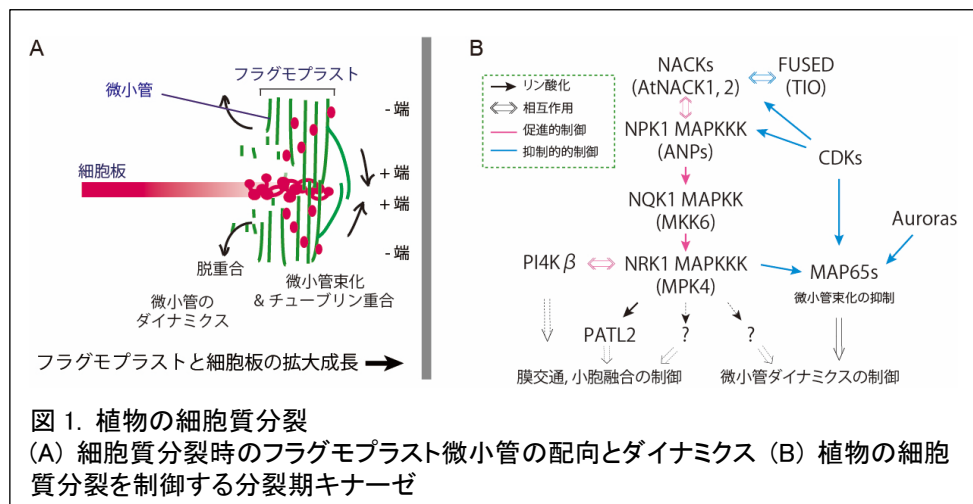 A
フラグモプラスト
微小管
-端
細胞板
+端
+端
-端
脱重合
微小管束化
&チューブリン重合
微小管の
ダイナミクス
フラグモプラストと細胞板の拡大成長
B
リン酸化
相互作用
促進的制御
抑制的的制御
NACKs
(AtNACK1, 2)
FUSED
(TIO)
NPK1 MAPKKK
(ANPs)
CDKs
NQK1 MAPKK
(MKK6)
Auroras
PI4Kβ
NRK1 MAPKKK
(MPK4)
MAP65s
微小管束化の抑制
PATL2
?
?
膜交通, 小胞融合の制御
微小管ダイナミクスの制御
図 1. 植物の細胞質分裂
(A) 細胞質分裂時のフラグモプラスト微小管の配向とダイナミクス (B) 植物の細胞
質分裂を制御する分裂期キナーゼ